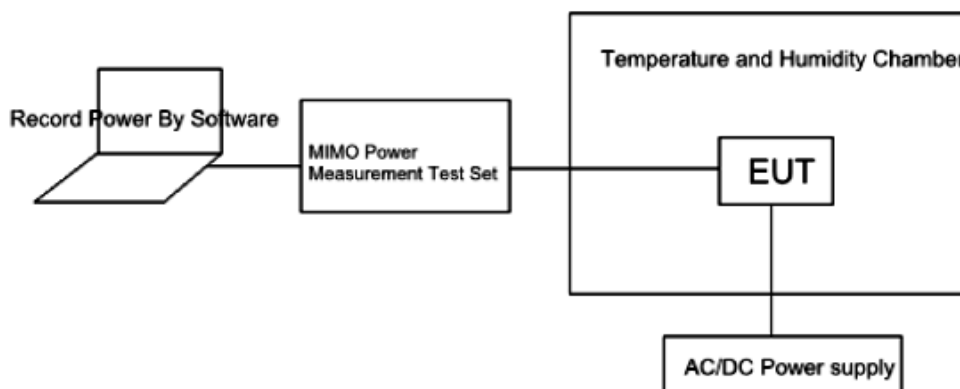 Temperature and Humidity Chamber
Record Power By Software
MIMO Power
Measurement Test Set
EUT
AC/DC Power supply